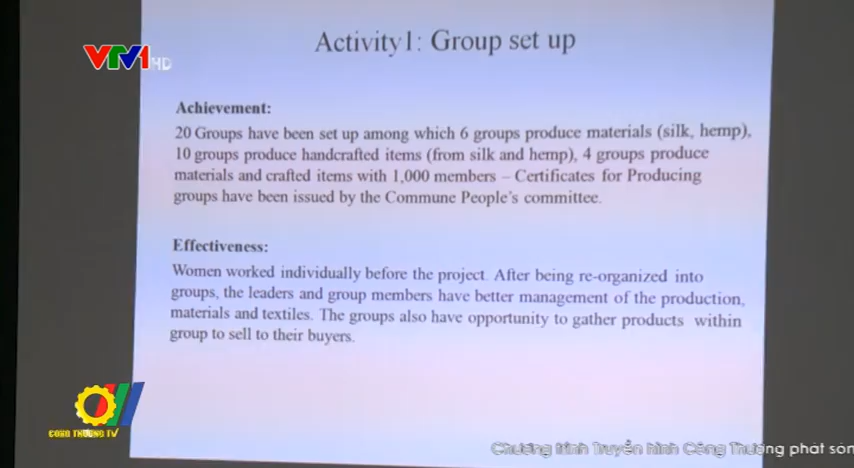 Activity1: Group set up
VTV1
HD
Achievement:
20 Groups have been set up among which 6 groups produce materials (silk, hemp),
10 groups produce handcrafted items (from silk and hemp), 4 groups produce
materials and crafted items with 1,000 members – Certificates for Producing
groups have been issued by the Commune People's committee.
Effectiveness:
Women worked individually before the project. After being re-organized into
groups, the leaders and group members have better management of the production,
materials and textiles. The groups also have opportunity to gather products within
group to sell to their buyers.
CÔNG THƯƠNG TV
Chương trình Truyền hình Công Thương phát són